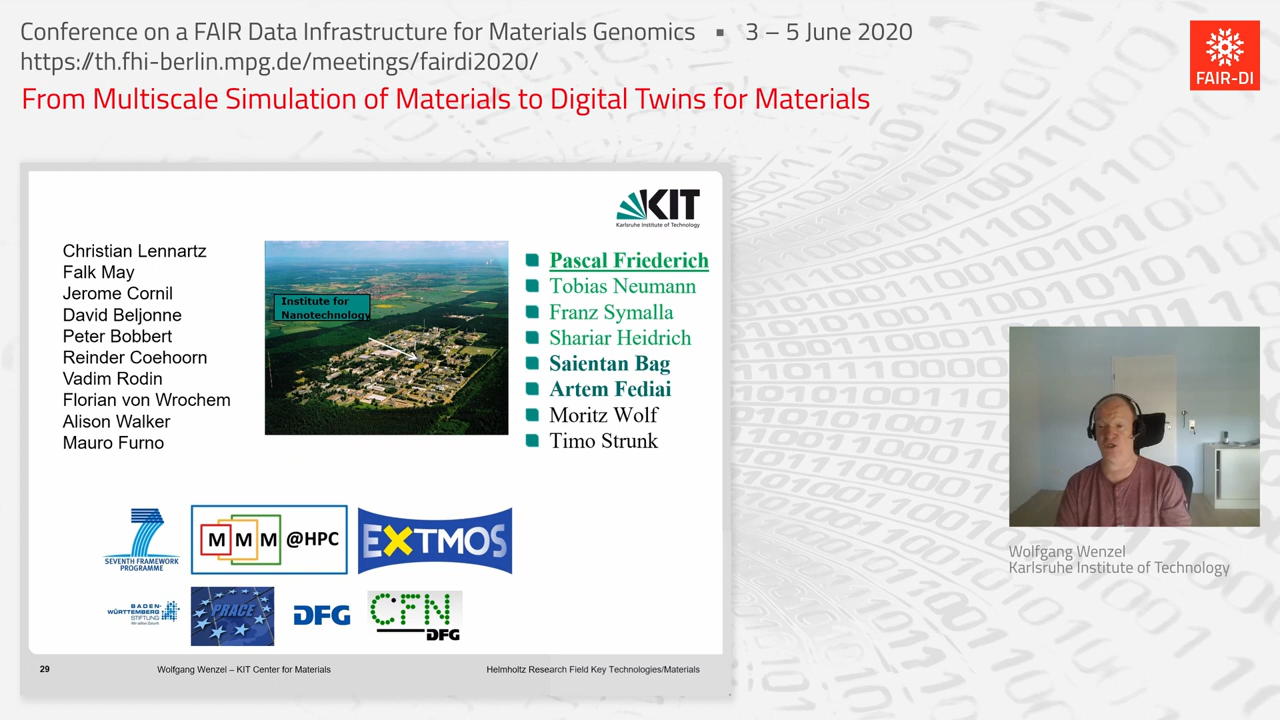 Conference on a FAIR Data Infrastructure for Materials Genomics ▪ 3 – 5 June 2020
https://th.fhi-berlin.mpg.de/meetings/fairdi2020/
From Multiscale Simulation of Materials to Digital Twins for Materials
FAIR-DI
KIT
Karlsruhe Institute of Technology
Christian Lennartz
Falk May
Jerome Cornil
David Beljonne
Peter Bobbert
Reinder Coehoorn
Vadim Rodin
Florian von Wrochem
Alison Walker
Mauro Furno
Institute for
Nanotechnology
Pascal Friederich
Tobias Neumann
Franz Symalla
Shariar Heidrich
Saientan Bag
Artem Fediai
Moritz Wolf
Timo Strunk
7
SEVENTH FRAMEWORK
PROGRAMME
M M M @HPC
EXTMOS
BADEN-
WÜRTTEMBERG
STIFTUNG
PRACE
DFG
CFN
DFG
29
Wolfgang Wenzel – KIT Center for Materials
Helmholtz Research Field Key Technologies/Materials
Wolfgang Wenzel
Karlsruhe Institute of Technology